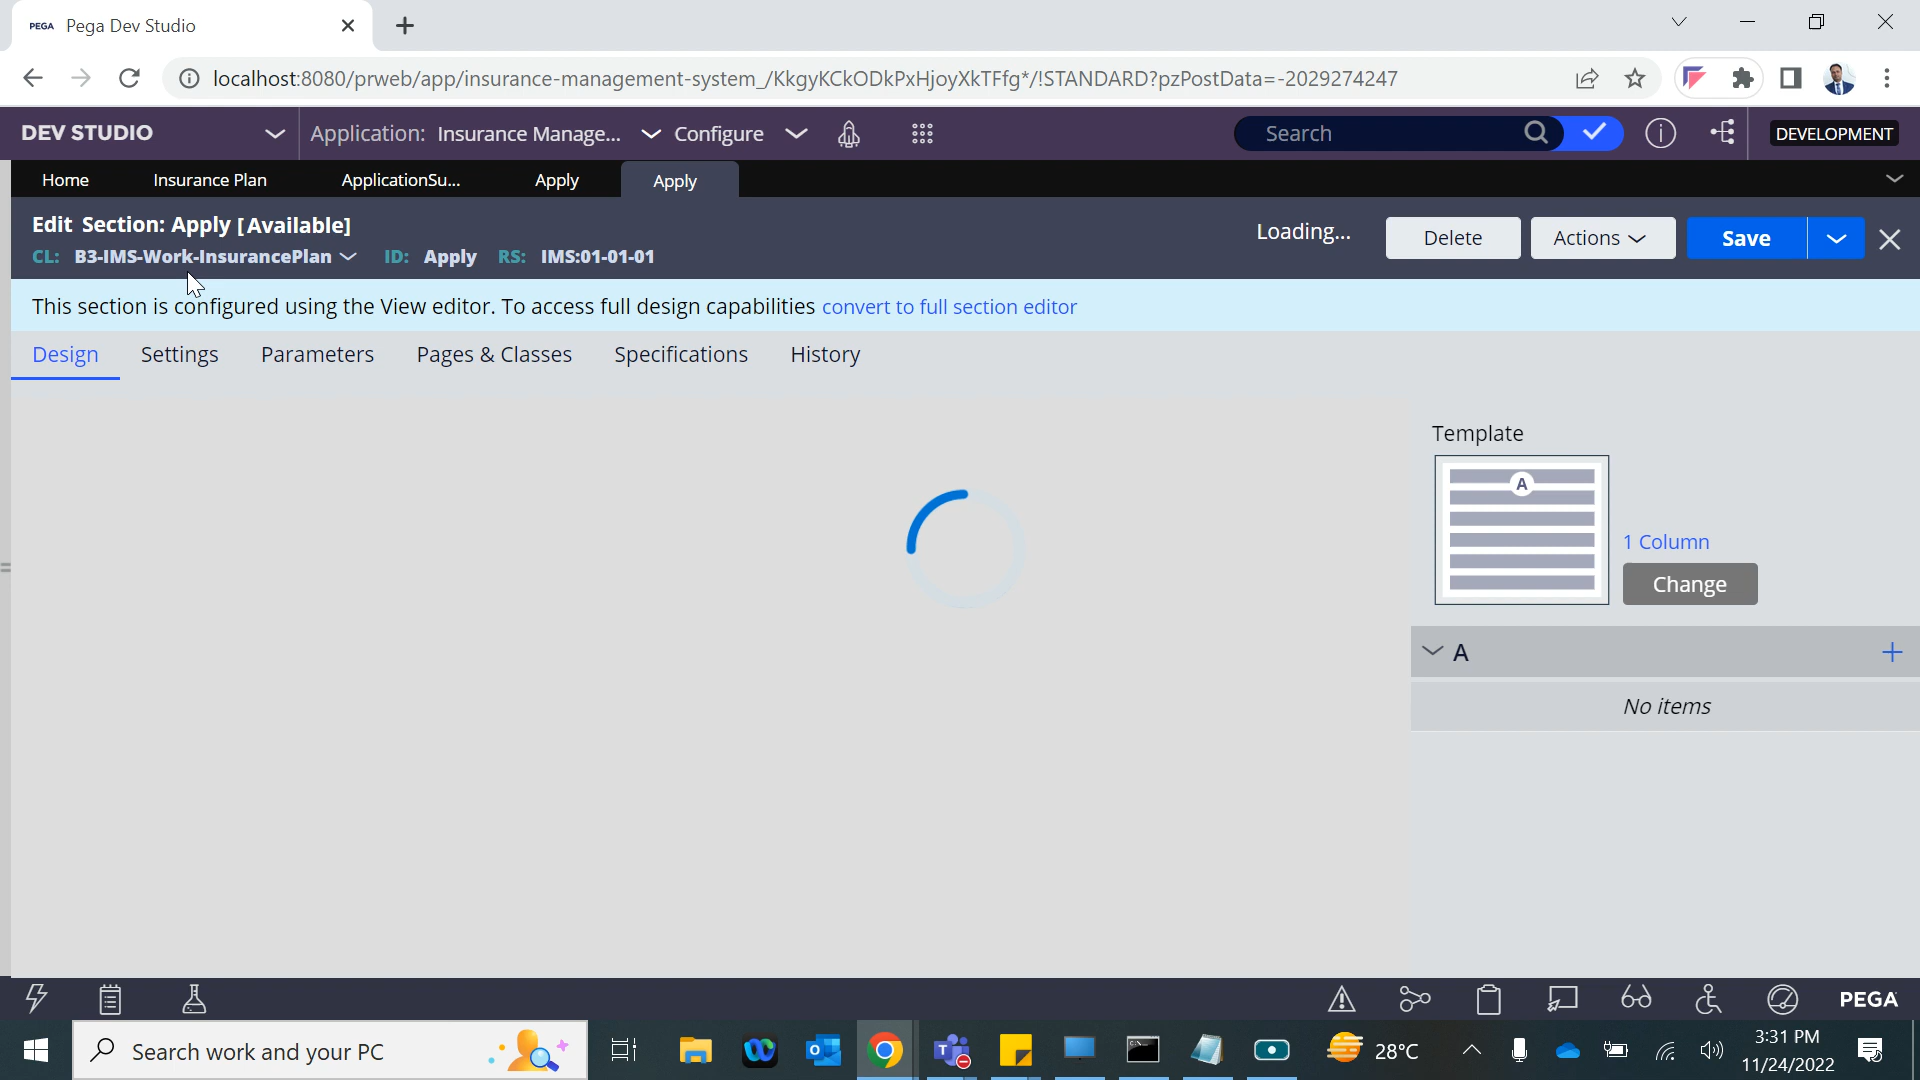 PEGA Pega Dev Studio
localhost:8080/prweb/app/insurance-management-system_/KkgyKCkODkPxHjoyXkTFfg*/!STANDARD?pzPostData=-2029274247
DEV STUDIO Application: Insurance Manage... Configure Search DEVELOPMENT
Home Insurance Plan ApplicationSu... Apply Apply
Edit Section: Apply [Available]
CL: B3-IMS-Work-InsurancePlan ID: Apply RS: IMS:01-01-01
Loading... Delete Actions Save
This section is configured using the View editor. To access full design capabilities convert to full section editor
Design Settings Parameters Pages & Classes Specifications History
Template
A
1 Column
Change
A
No items
PEGA
Search work and your PC
28°C
3:31 PM
11/24/2022